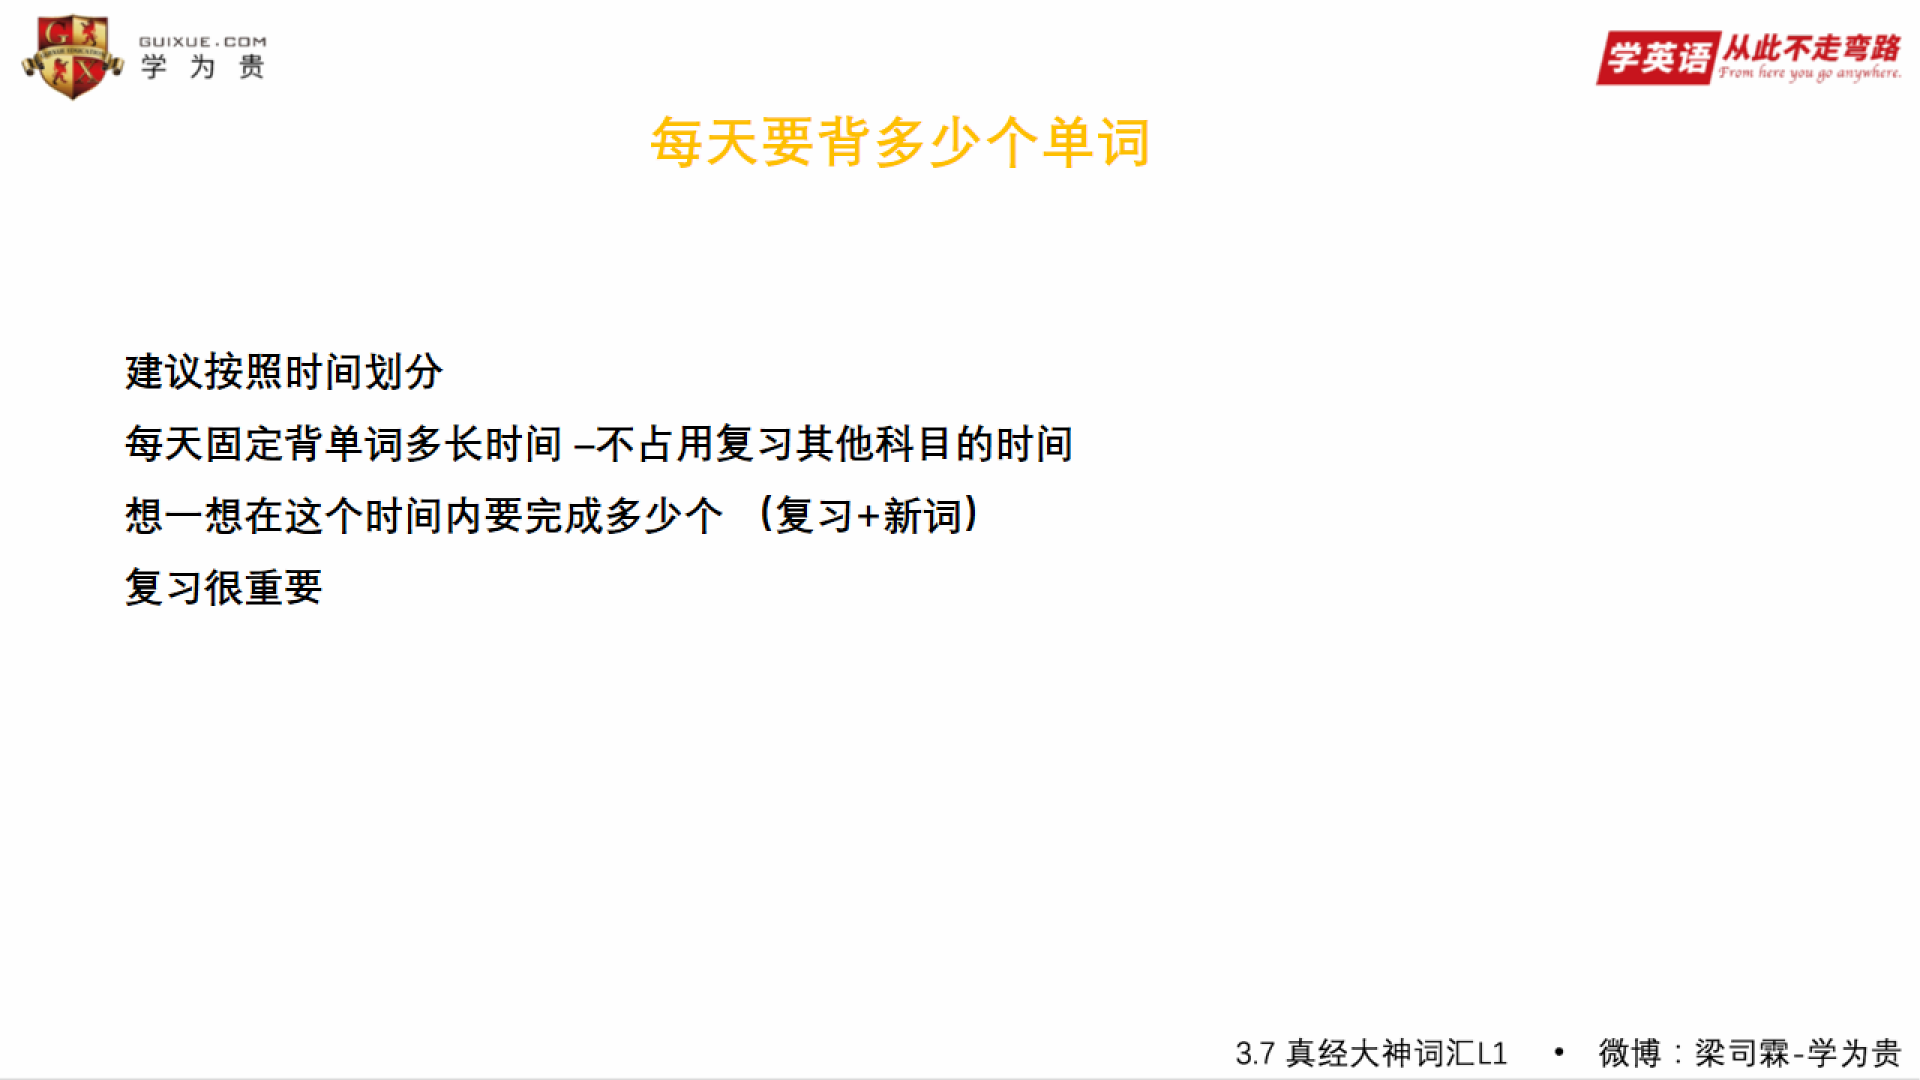 GUIXUE.COM
学为贵
学英语 从此不走弯路
From here you go anywhere.
每天要背多少个单词
建议按照时间划分
每天固定背单词多长时间 –不占用复习其他科目的时间
想一想在这个时间内要完成多少个 （复习+新词）
复习很重要
3.7 真经大神词汇L1 • 微博：梁司霖-学为贵